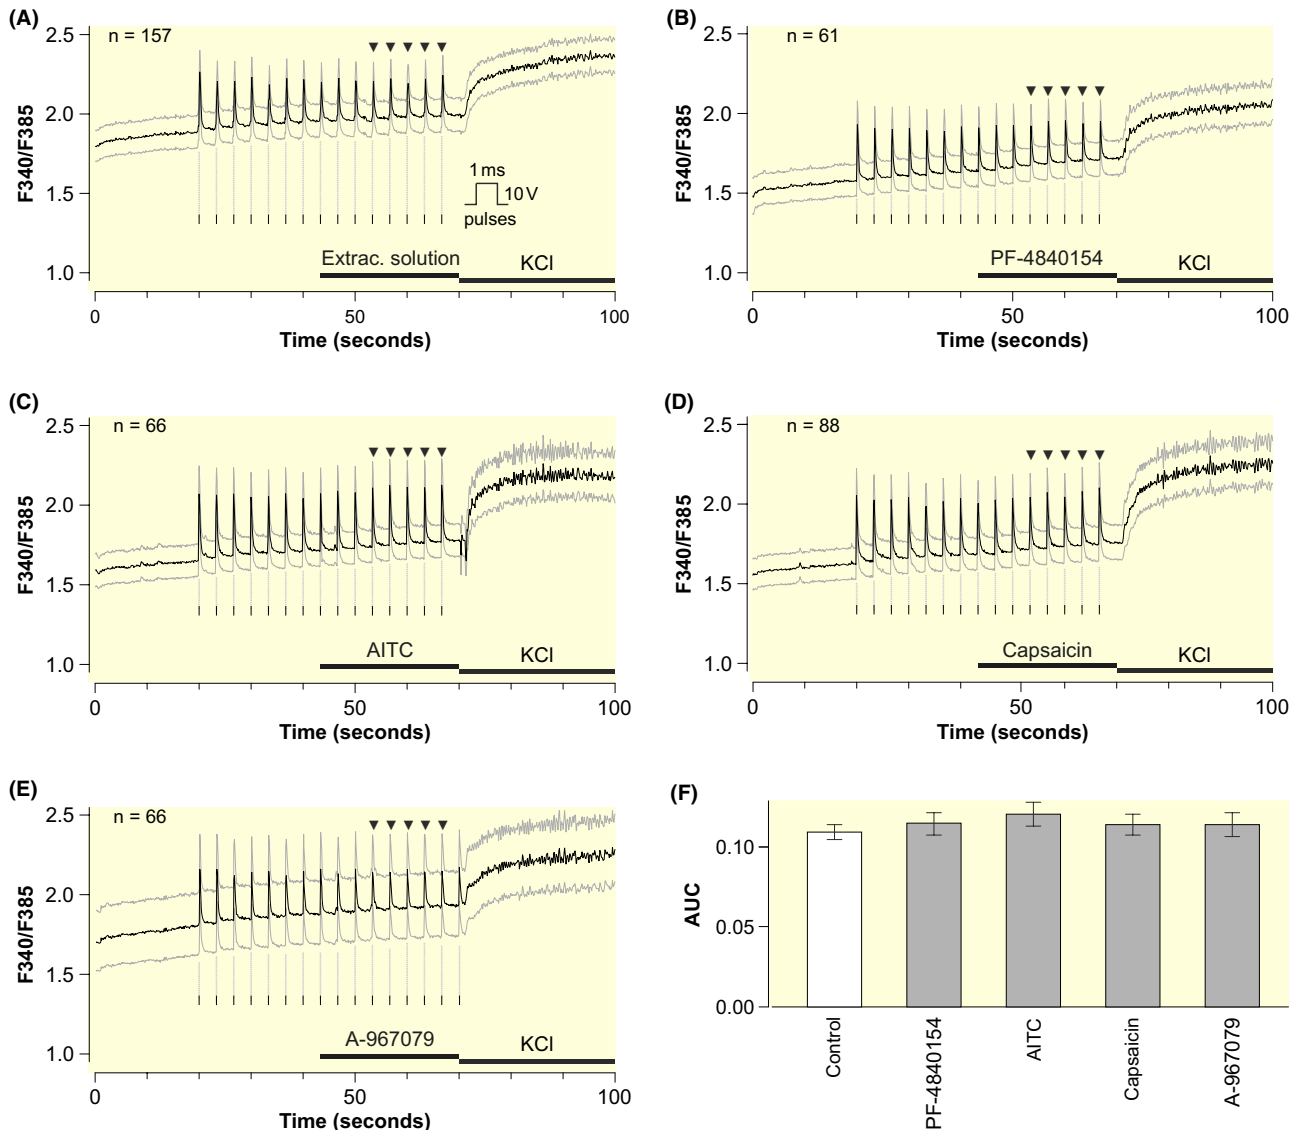 (A)
n = 157
2.5
2.0
1.5
1.0
F340/F385
1 ms
10 V
pulses
Extrac. solution
KCl
0
50
100
Time (seconds)
(B)
n = 61
2.5
2.0
1.5
1.0
F340/F385
PF-4840154
KCl
0
50
100
Time (seconds)
(C)
n = 66
2.5
2.0
1.5
1.0
F340/F385
AITC
KCl
0
50
100
Time (seconds)
(D)
n = 88
2.5
2.0
1.5
1.0
F340/F385
Capsaicin
KCl
0
50
100
Time (seconds)
(E)
n = 66
2.5
2.0
1.5
1.0
F340/F385
A-967079
KCl
0
50
100
Time (seconds)
(F)
0.10
0.05
0.00
AUC
Control
PF-4840154
AITC
Capsaicin
A-967079